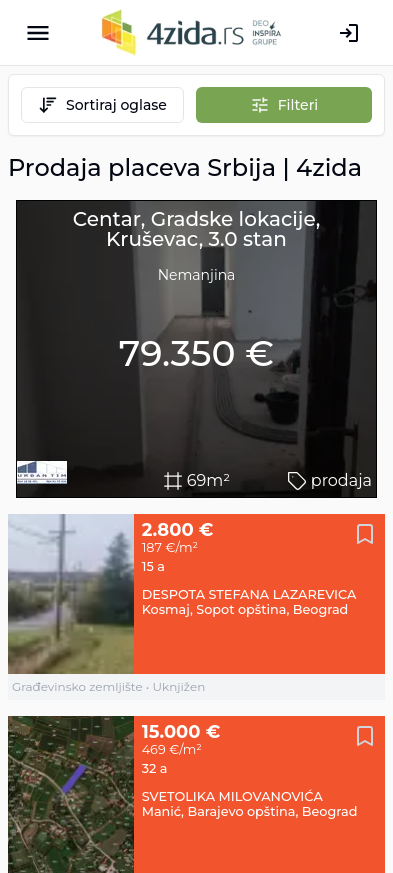 4zida.rs
DEO
INSPIRA
GRUPE
Sortiraj oglase
Filteri
Prodaja placeva Srbija | 4zida
Centar, Gradske lokacije,
Kruševac, 3.0 stan
Nemanjina
79.350 €
URBAN TIM
69m²
prodaja
2.800 €
187 €/m²
15 a
DESPOTA STEFANA LAZAREVICA
Kosmaj, Sopot opština, Beograd
Građevinsko zemljište • Uknjižen
15.000 €
469 €/m²
32 a
SVETOLIKA MILOVANOVIĆA
Manić, Barajevo opština, Beograd